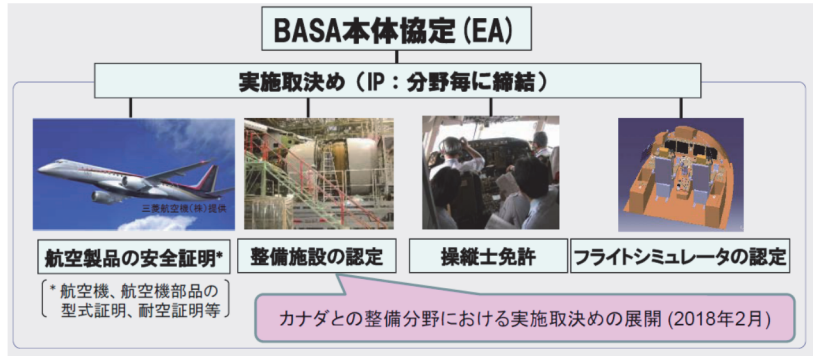 BASA本体協定(EA)
実施取決め(IP:分野毎に締結)
三菱航空機(株)提供
航空製品の安全証明*
整備施設の認定
操縦士免許
フライトシミュレータの認定
*航空機、航空機部品の
型式証明、耐空証明等
カナダとの整備分野における実施取決めの展開(2018年2月)